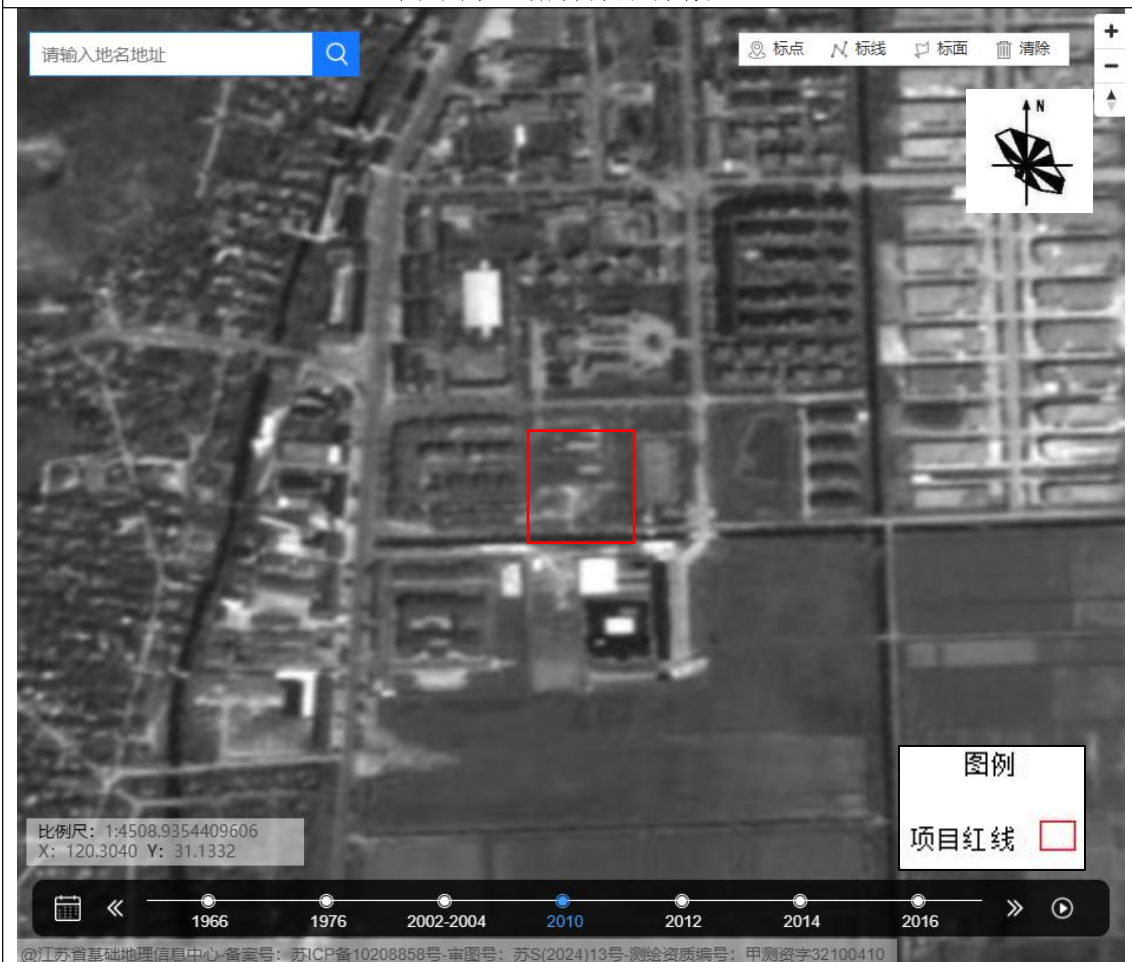 请输入地名地址
标点 标线 标面 清除
N
图例
项目红线
比例尺：1:4508.9354409606
X：120.3040 Y：31.1332
1966 1976 2002-2004 2010 2012 2014 2016
@江苏省基础地理信息中心-备案号：苏ICP备10208858号-审图号：苏S(2024)13号-测绘资质编号：甲测资字32100410